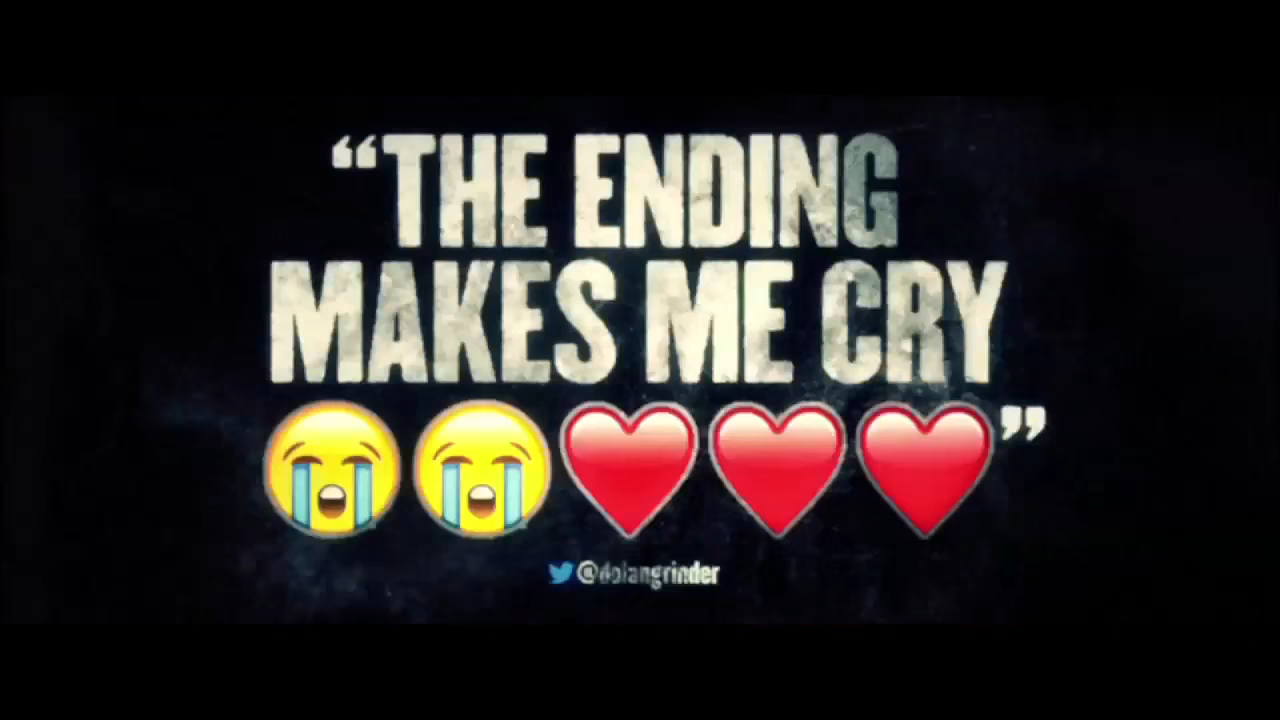 “THE ENDING
MAKES ME CRY
😭😭❤❤❤”
@dolangrinder